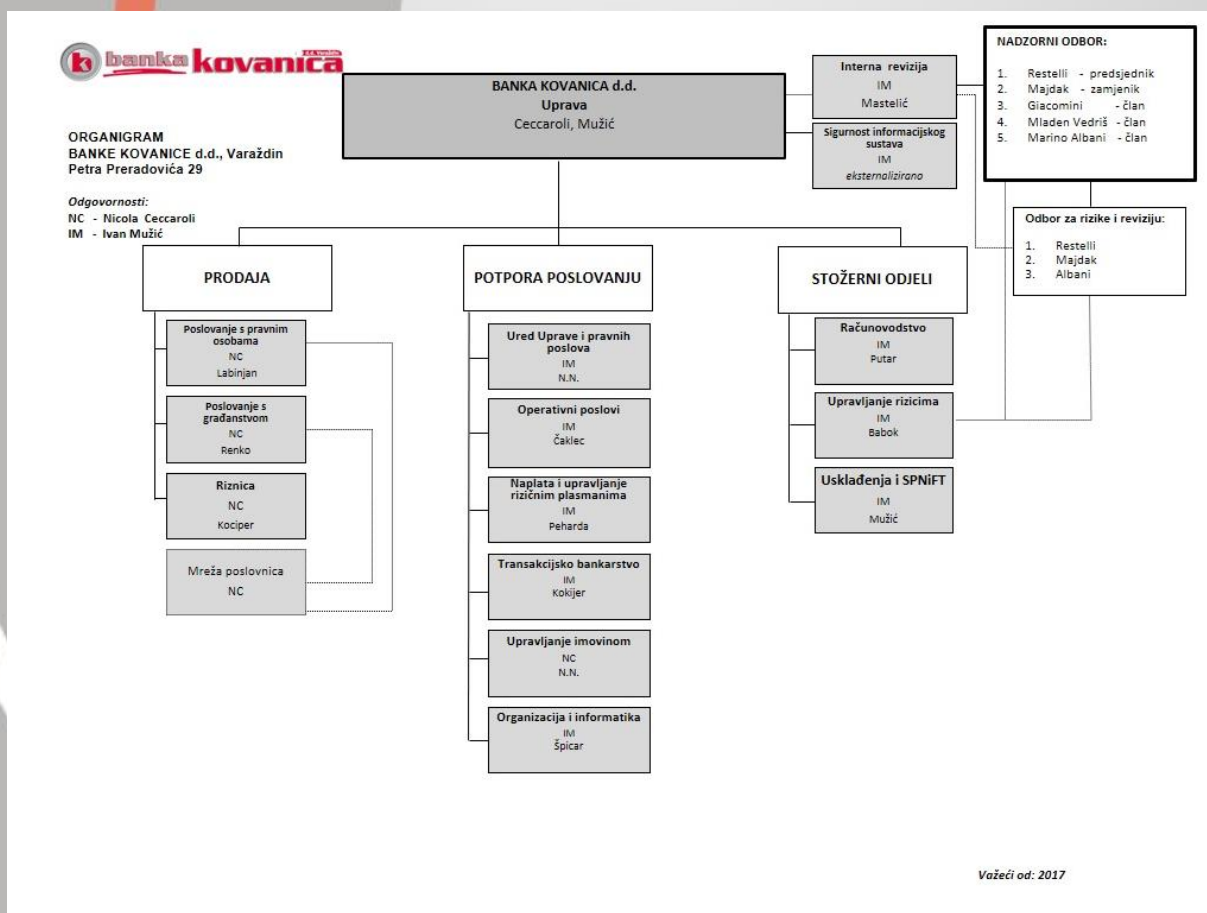 banka kovanica
d.d. Varaždin
ORGANIGRAM
BANKE KOVANICE d.d., Varaždin
Petra Preradovića 29
Odgovornosti:
NC - Nicola Ceccaroli
IM - Ivan Mužić
BANKA KOVANICA d.d.
Uprava
Ceccaroli, Mužić
Interna revizija
IM
Mastelić
Sigurnost informacijskog
sustava
IM
eksternalizirano
NADZORNI ODBOR:
1. Restelli - predsjednik
2. Majdak - zamjenik
3. Giacomini - član
4. Mladen Vedriš - član
5. Marino Albani - član
Odbor za rizike i reviziju:
1. Restelli
2. Majdak
3. Albani
PRODAJA
Poslovanje s pravnim
osobama
NC
Labinjan
Poslovanje s
građanstvom
NC
Renko
Riznica
NC
Kociper
Mreža poslovnica
NC
POTPORA POSLOVANJU
Ured Uprave i pravnih
poslova
IM
N.N.
Operativni poslovi
IM
Čaklec
Naplata i upravljanje
rizičnim plasmanima
IM
Peharda
Transakcijsko bankarstvo
IM
Kokijer
Upravljanje imovinom
NC
N.N.
Organizacija i informatika
IM
Špicar
STOŽERNI ODJELI
Računovodstvo
IM
Putar
Upravljanje rizicima
IM
Babok
Usklađenja i SPNiFT
IM
Mužić
Važeći od: 2017